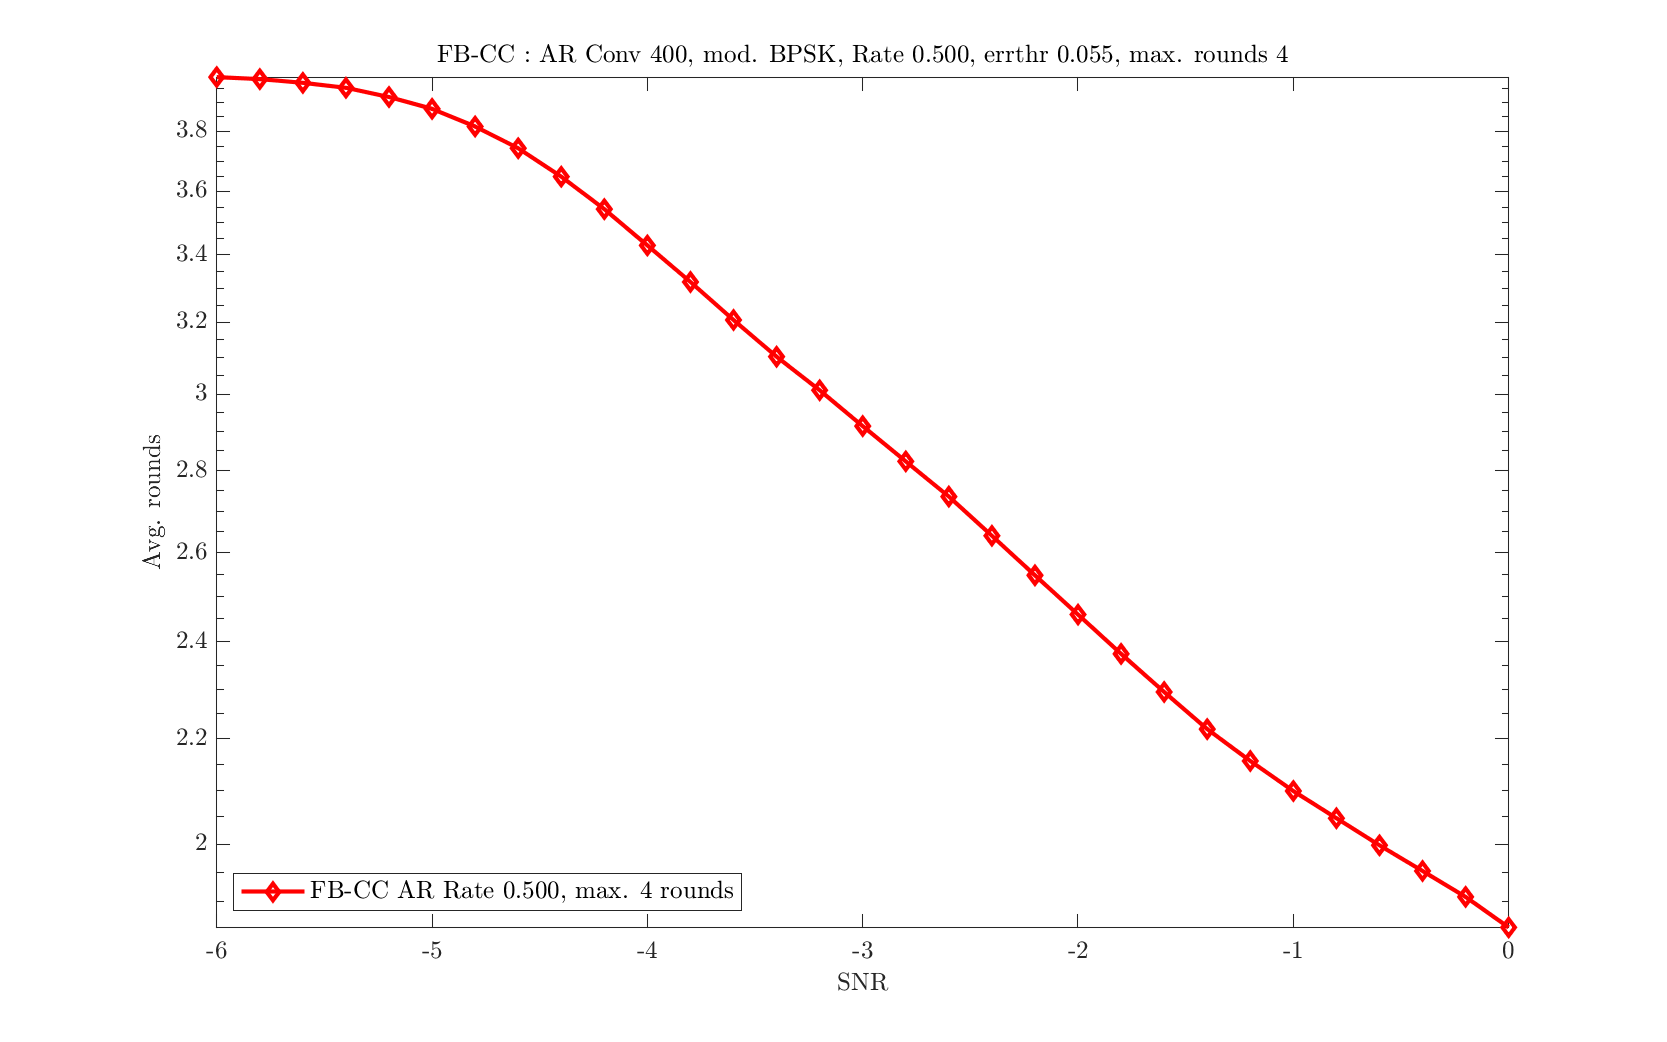 FB-CC : AR Conv 400, mod. BPSK, Rate 0.500, errthr 0.055, max. rounds 4
3.8
3.6
3.4
3.2
3
2.8
2.6
2.4
2.2
2
Avg. rounds
FB-CC AR Rate 0.500, max. 4 rounds
-6 -5 -4 -3 -2 -1 0
SNR